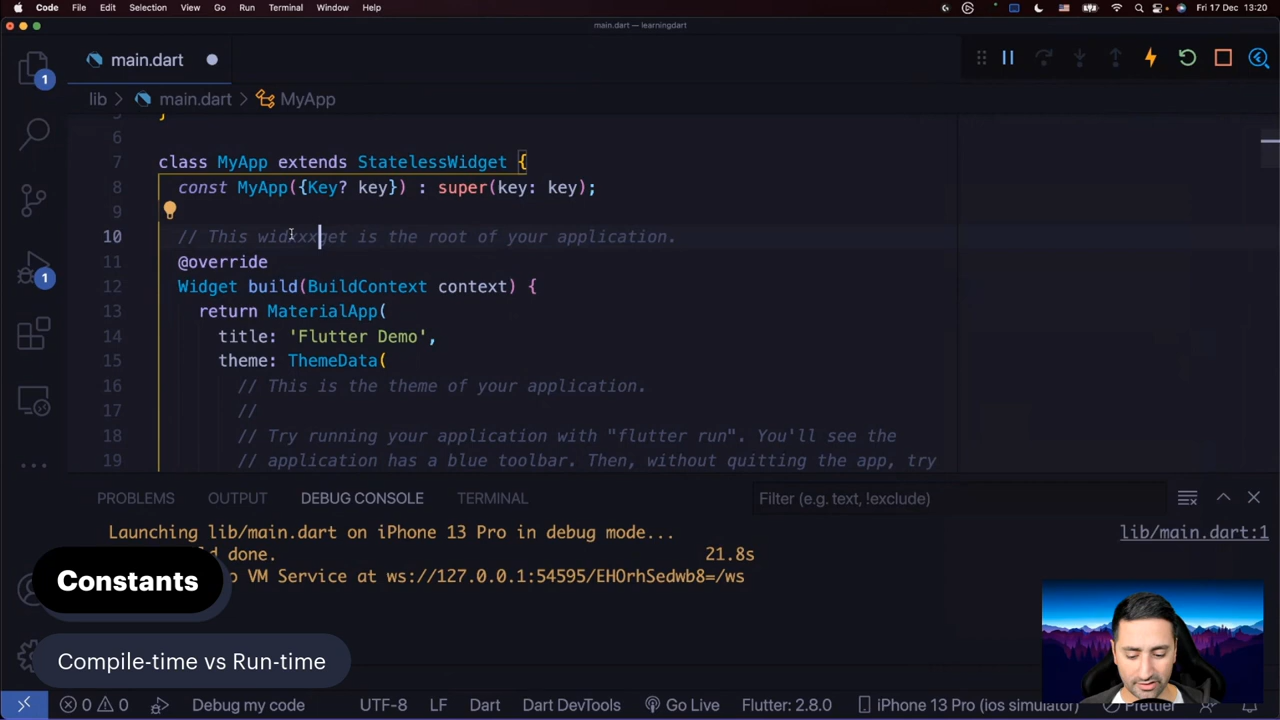 Code File Edit Selection View Go Run Terminal Window Help Fri 17 Dec 13:20
main.dart — learningdart
main.dart
1
lib > main.dart > MyApp
5 }
6
7 class MyApp extends StatelessWidget {
8 const MyApp({Key? key}) : super(key: key);
9
10 // This widxxxget is the root of your application.
11 @override
12 Widget build(BuildContext context) {
13 return MaterialApp(
14 title: 'Flutter Demo',
15 theme: ThemeData(
16 // This is the theme of your application.
17 //
18 // Try running your application with "flutter run". You'll see the
19 // application has a blue toolbar. Then, without quitting the app, try
1
PROBLEMS OUTPUT DEBUG CONSOLE TERMINAL Filter (e.g. text, !exclude)
Launching lib/main.dart on iPhone 13 Pro in debug mode... lib/main.dart:1
done. 21.8s
VM Service at ws://127.0.0.1:54595/EHOrhSedwb8=/ws
Constants
Compile-time vs Run-time
0 0 Debug my code UTF-8 LF Dart Dart DevTools Go Live Flutter: 2.8.0 iPhone 13 Pro (ios simulator) Prettier